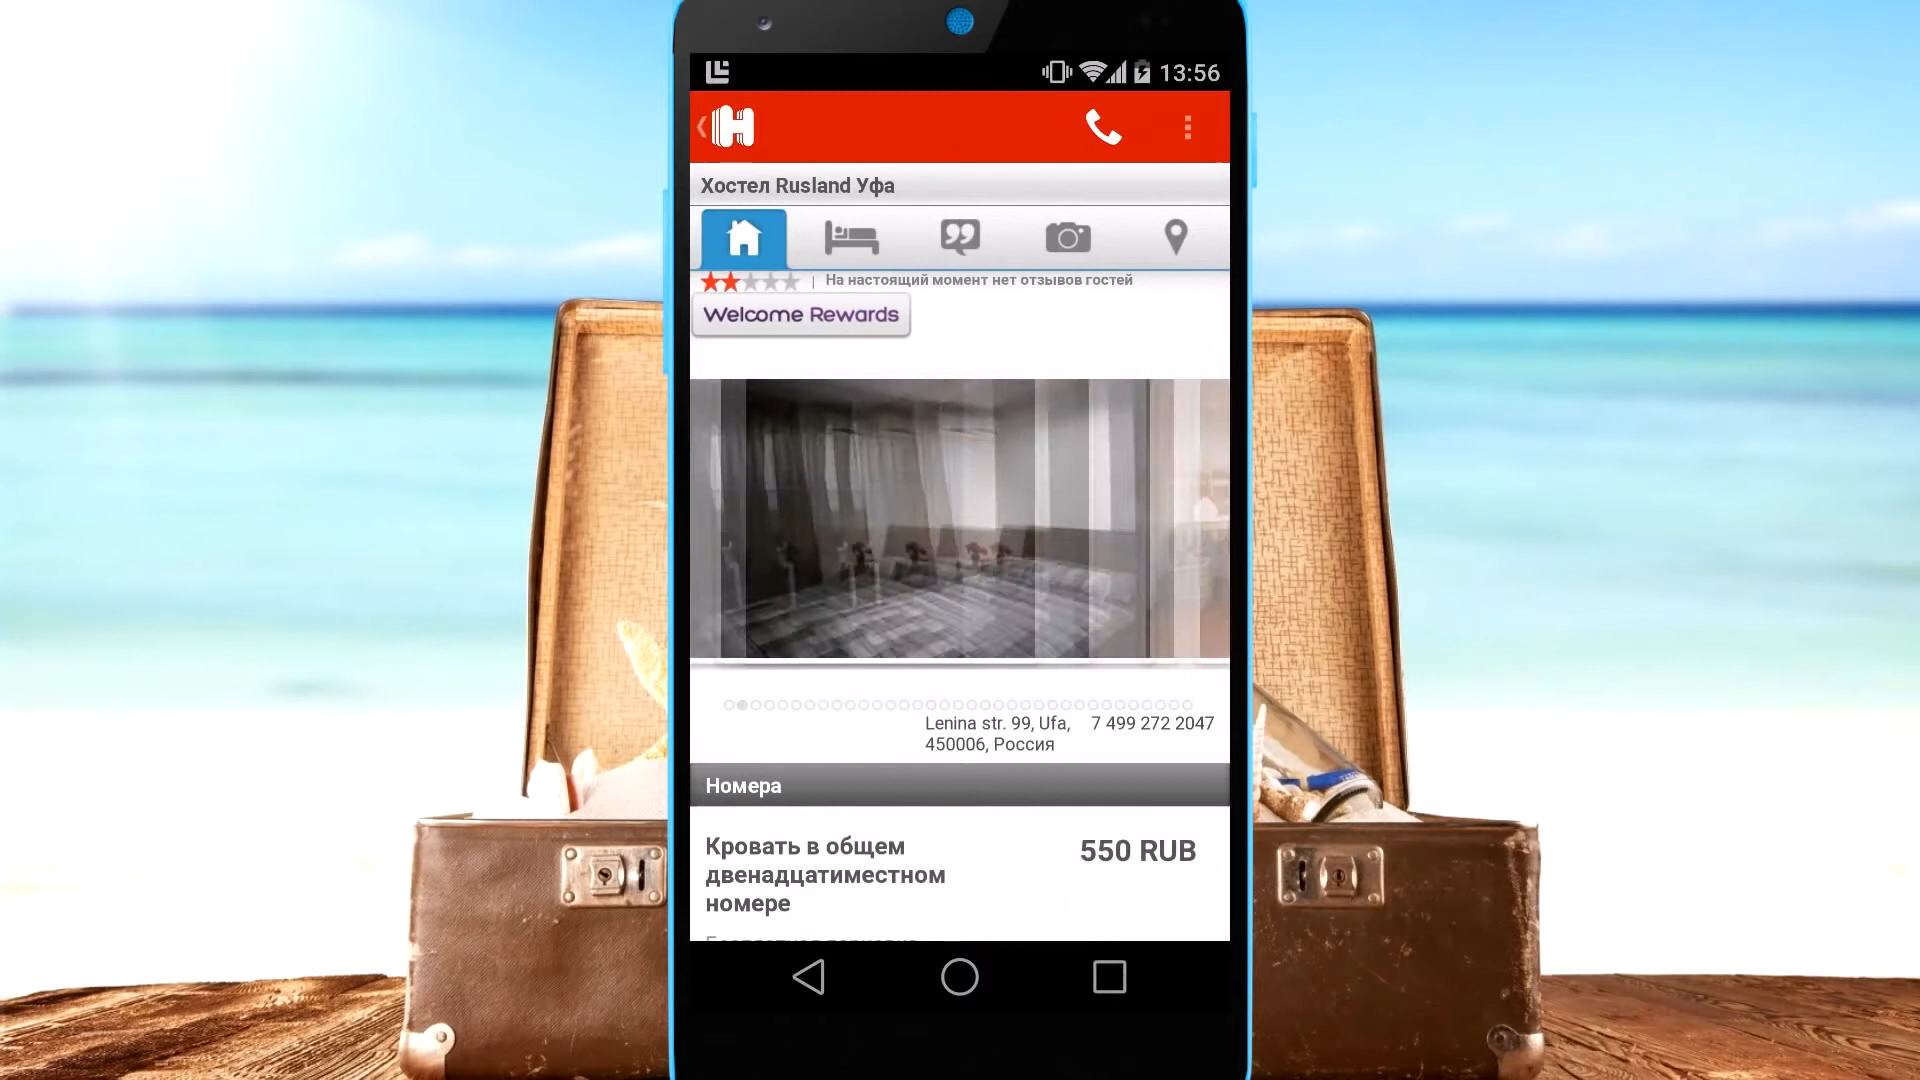 13:56
Хостел Rusland Уфа
| На настоящий момент нет отзывов гостей
Welcome Rewards
Lenina str. 99, Ufa, 7 499 272 2047
450006, Россия
Номера
Кровать в общем 550 RUB
двенадцатиместном
номере